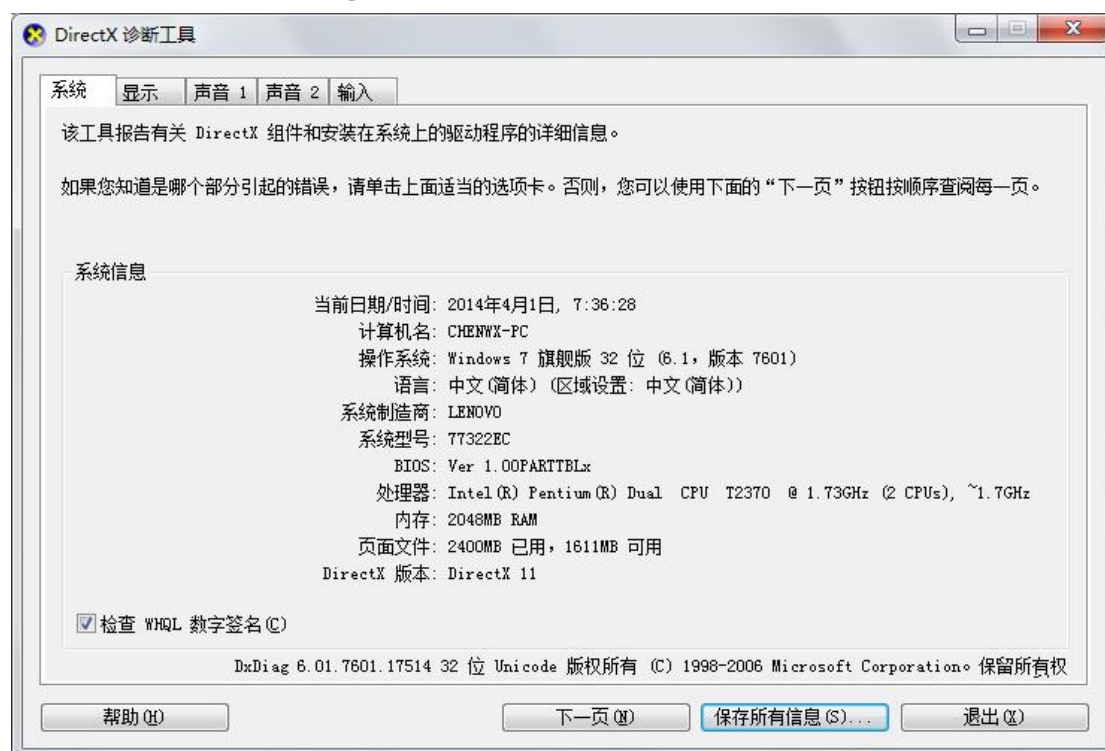 DirectX 诊断工具
系统 显示 声音 1 声音 2 输入
该工具报告有关 DirectX 组件和安装在系统上的驱动程序的详细信息。
如果您知道是哪个部分引起的错误，请单击上面适当的选项卡。否则，您可以使用下面的“下一页”按钮按顺序查阅每一页。
系统信息
当前日期/时间: 2014年4月1日, 7:36:28
计算机名: CHENWX-PC
操作系统: Windows 7 旗舰版 32 位 (6.1，版本 7601)
语言: 中文(简体) (区域设置: 中文(简体))
系统制造商: LENOVO
系统型号: 77322EC
BIOS: Ver 1.00PARTTBLx
处理器: Intel(R) Pentium(R) Dual CPU T2370 @ 1.73GHz (2 CPUs), ~1.7GHz
内存: 2048MB RAM
页面文件: 2400MB 已用，1611MB 可用
DirectX 版本: DirectX 11
检查 WHQL 数字签名(C)
DxDiag 6.01.7601.17514 32 位 Unicode 版权所有 (C) 1998-2006 Microsoft Corporation。保留所有权
帮助(H) 下一页(N) 保存所有信息(S)... 退出(X)